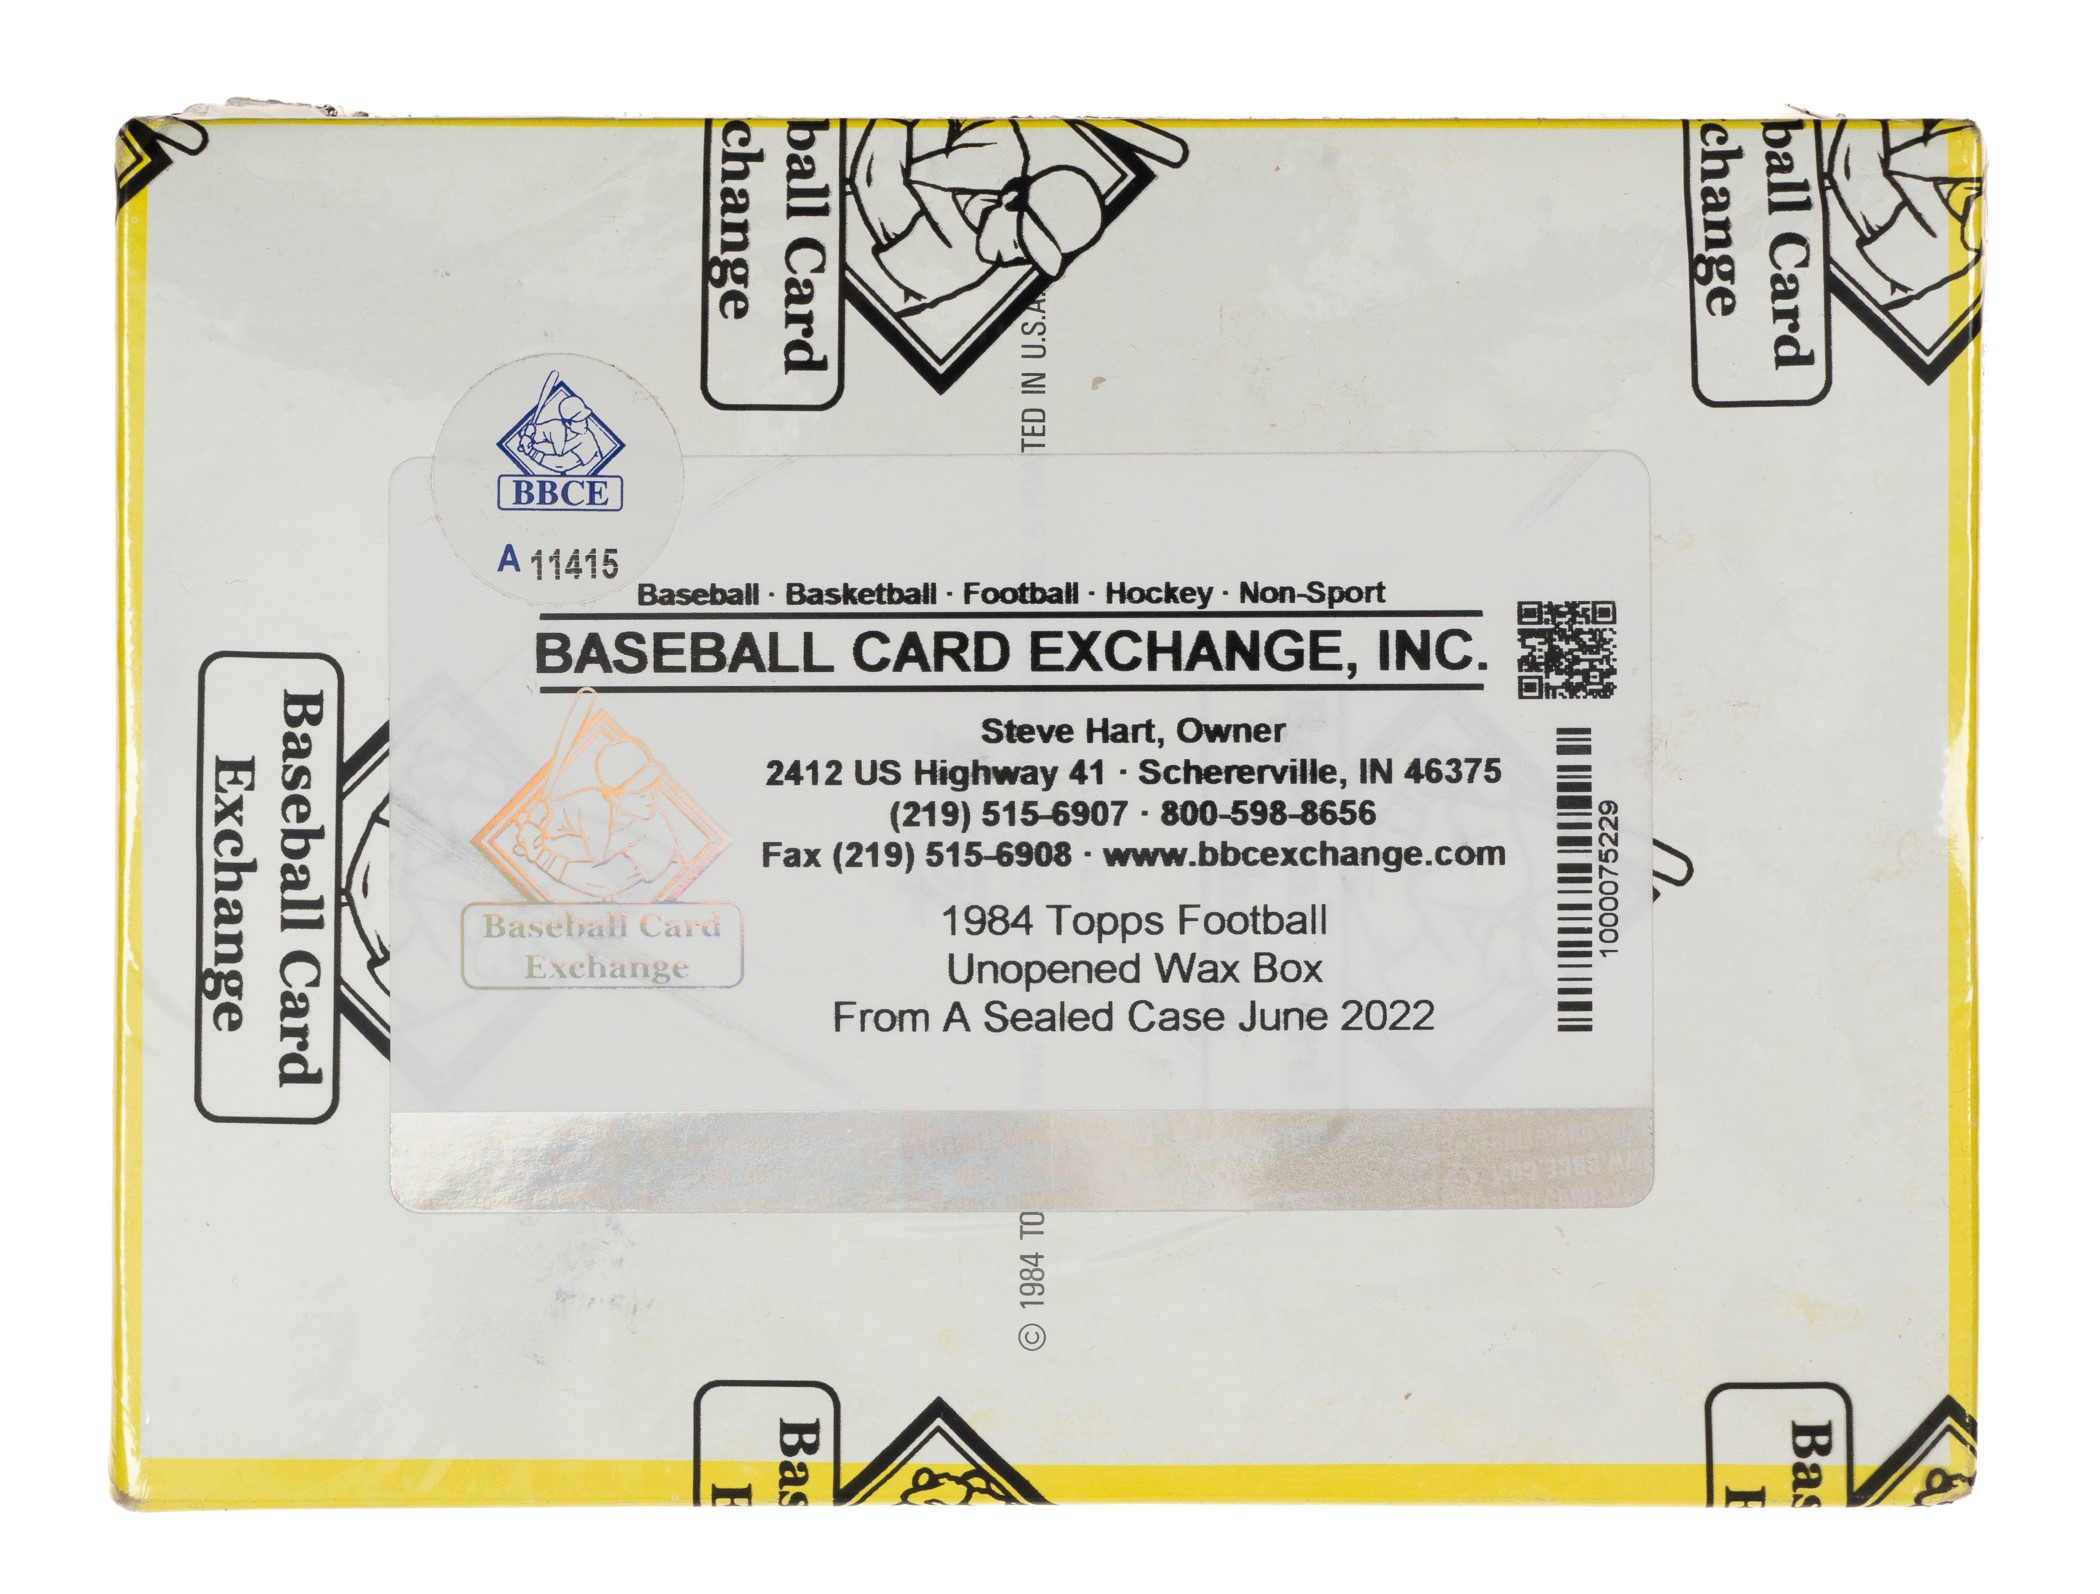 ball Card
change
ball Card
change
TED IN U.S.A.
BBCE
A 11415
Baseball · Basketball · Football · Hockey · Non-Sport
BASEBALL CARD EXCHANGE, INC.
Steve Hart, Owner
2412 US Highway 41 · Schererville, IN 46375
(219) 515-6907 · 800-598-8656
Fax (219) 515-6908 · www.bbcexchange.com
1984 Topps Football
Unopened Wax Box
From A Sealed Case June 2022
1000075229
Baseball Card
Exchange
Baseball Card
Exchange
© 1984 TO
Bas
E
Bas
E